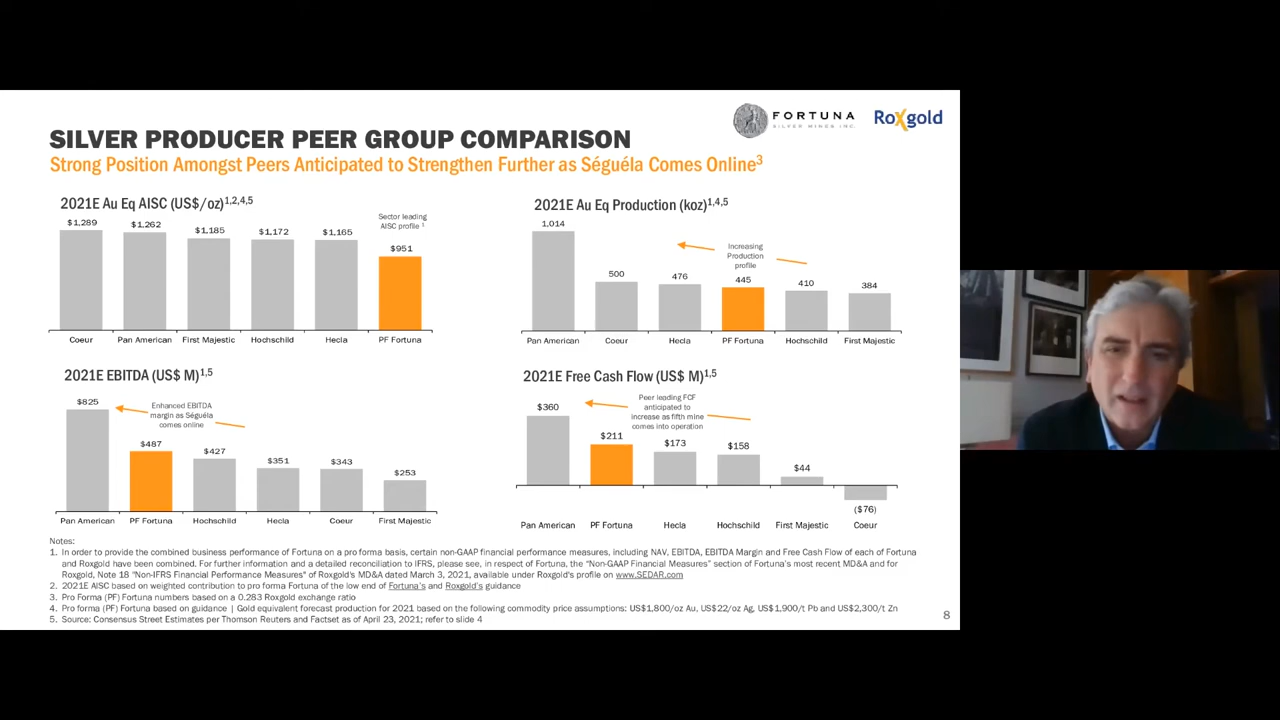 FORTUNA
SILVER MINES INC.
Roxgold
SILVER PRODUCER PEER GROUP COMPARISON
Strong Position Amongst Peers Anticipated to Strengthen Further as Séguéla Comes Online3
2021E Au Eq AISC (US$/oz)1,2,4,5
Sector leading
AISC profile 1
$1,289
$1,262
$1,185
$1,172
$1,165
$951
Coeur
Pan American
First Majestic
Hochschild
Hecla
PF Fortuna
2021E Au Eq Production (koz)1,4,5
Increasing
Production
profile
1,014
500
476
445
410
384
Pan American
Coeur
Hecla
PF Fortuna
Hochschild
First Majestic
2021E EBITDA (US$ M)1,5
Enhanced EBITDA
margin as Séguéla
comes online
$825
$487
$427
$351
$343
$253
Pan American
PF Fortuna
Hochschild
Hecla
Coeur
First Majestic
2021E Free Cash Flow (US$ M)1,5
Peer leading FCF
anticipated to
increase as fifth mine
comes into operation
$360
$211
$173
$158
$44
($76)
Pan American
PF Fortuna
Hecla
Hochschild
First Majestic
Coeur
Notes:
1. In order to provide the combined business performance of Fortuna on a pro forma basis, certain non-GAAP financial performance measures, including NAV, EBITDA, EBITDA Margin and Free Cash Flow of each of Fortuna
and Roxgold have been combined. For further information and a detailed reconciliation to IFRS, please see, in respect of Fortuna, the "Non-GAAP Financial Measures" section of Fortuna's most recent MD&A and for
Roxgold, Note 18 "Non-IFRS Financial Performance Measures" of Roxgold's MD&A dated March 3, 2021, available under Roxgold's profile on www.SEDAR.com
2. 2021E AISC based on weighted contribution to pro forma Fortuna of the low end of Fortuna's and Roxgold's guidance
3. Pro Forma (PF) Fortuna numbers based on a 0.283 Roxgold exchange ratio
4. Pro forma (PF) Fortuna based on guidance | Gold equivalent forecast production for 2021 based on the following commodity price assumptions: US$1,800/oz Au, US$22/oz Ag, US$1,900/t Pb and US$2,300/t Zn
5. Source: Consensus Street Estimates per Thomson Reuters and Factset as of April 23, 2021; refer to slide 4
8